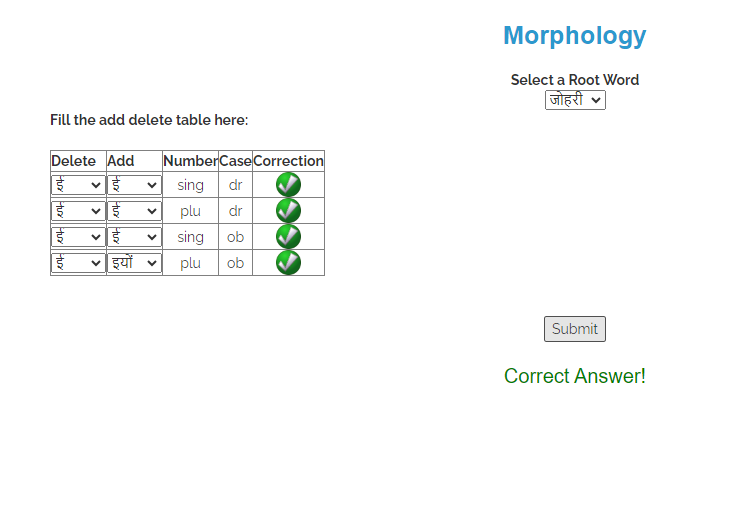 Morphology
Select a Root Word
जोहरी
Fill the add delete table here:
Delete Add Number Case Correction
ई ई sing dr
ई ई plu dr
ई ई sing ob
ई इयों plu ob
Submit
Correct Answer!